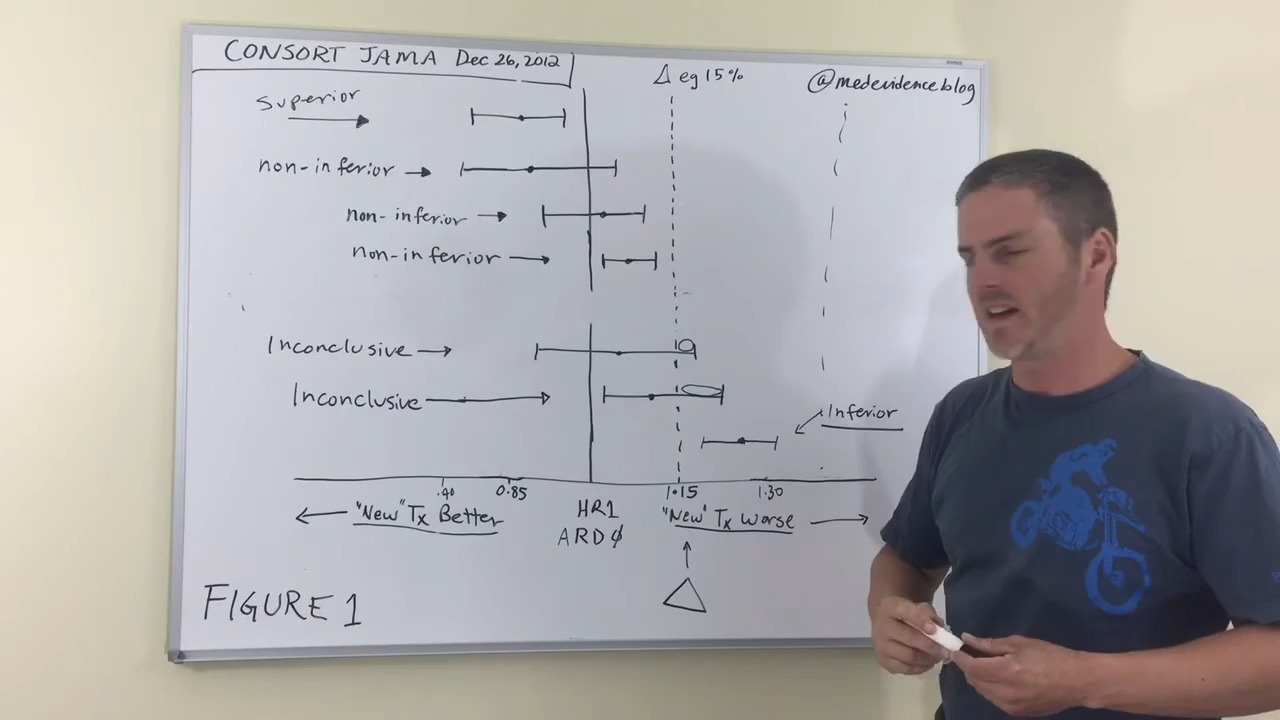 CONSORT JAMA Dec 26, 2012
Δ eg 15%
@medevidenceblog
Superior
non-inferior
non-inferior
non-inferior
Inconclusive
Inconclusive
Inferior
.90 0.85 1.15 1.30
"New" Tx Better
HR1
ARD0
"New" Tx Worse
Δ
FIGURE 1